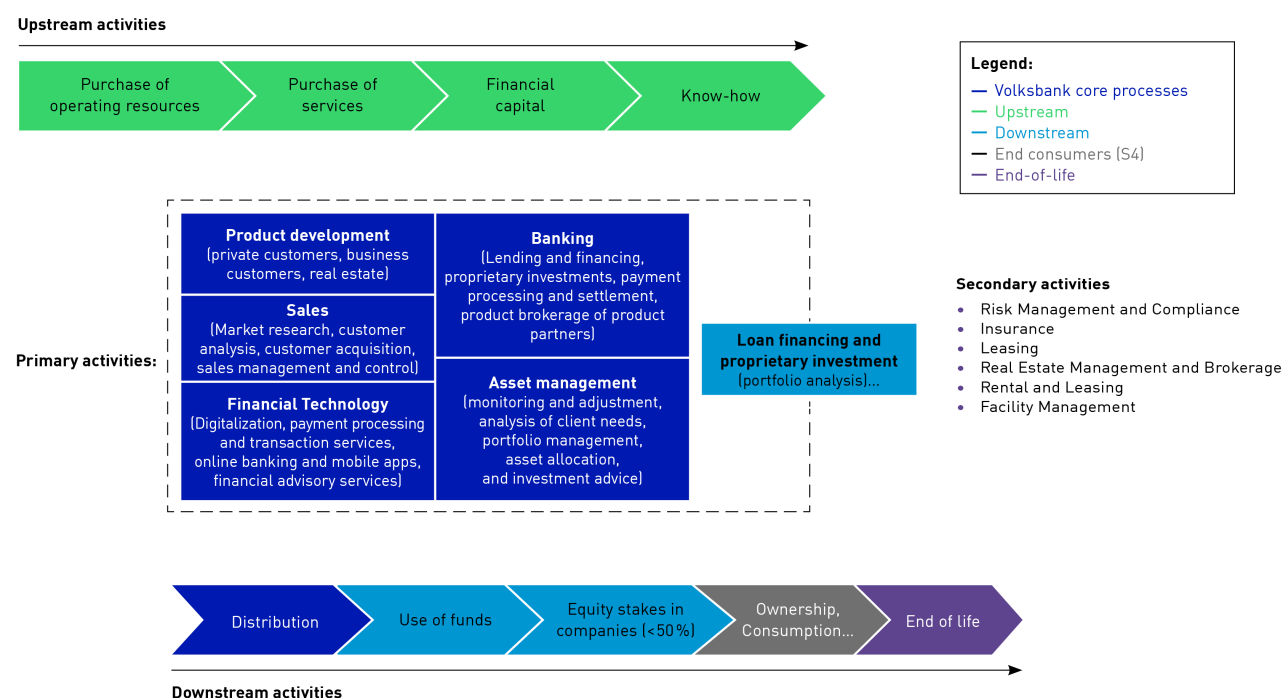 Upstream activities
Purchase of
operating resources
Purchase of
services
Financial
capital
Know-how
Legend:
Volksbank core processes
Upstream
Downstream
End consumers (S4)
End-of-life
Primary activities:
Product development
(private customers, business
customers, real estate)
Sales
(Market research, customer
analysis, customer acquisition,
sales management and control)
Financial Technology
(Digitalization, payment processing
and transaction services,
online banking and mobile apps,
financial advisory services)
Banking
(Lending and financing,
proprietary investments, payment
processing and settlement,
product brokerage of product
partners)
Asset management
(monitoring and adjustment,
analysis of client needs,
portfolio management,
asset allocation,
and investment advice)
Loan financing and
proprietary investment
(portfolio analysis)...
Secondary activities
• Risk Management and Compliance
• Insurance
• Leasing
• Real Estate Management and Brokerage
• Rental and Leasing
• Facility Management
Distribution
Use of funds
Equity stakes in
companies (<50%)
Ownership,
Consumption...
End of life
Downstream activities